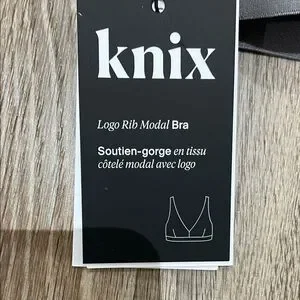 knix
Logo Rib Modal Bra
Soutien-gorge en tissu
côtelé modal avec logo